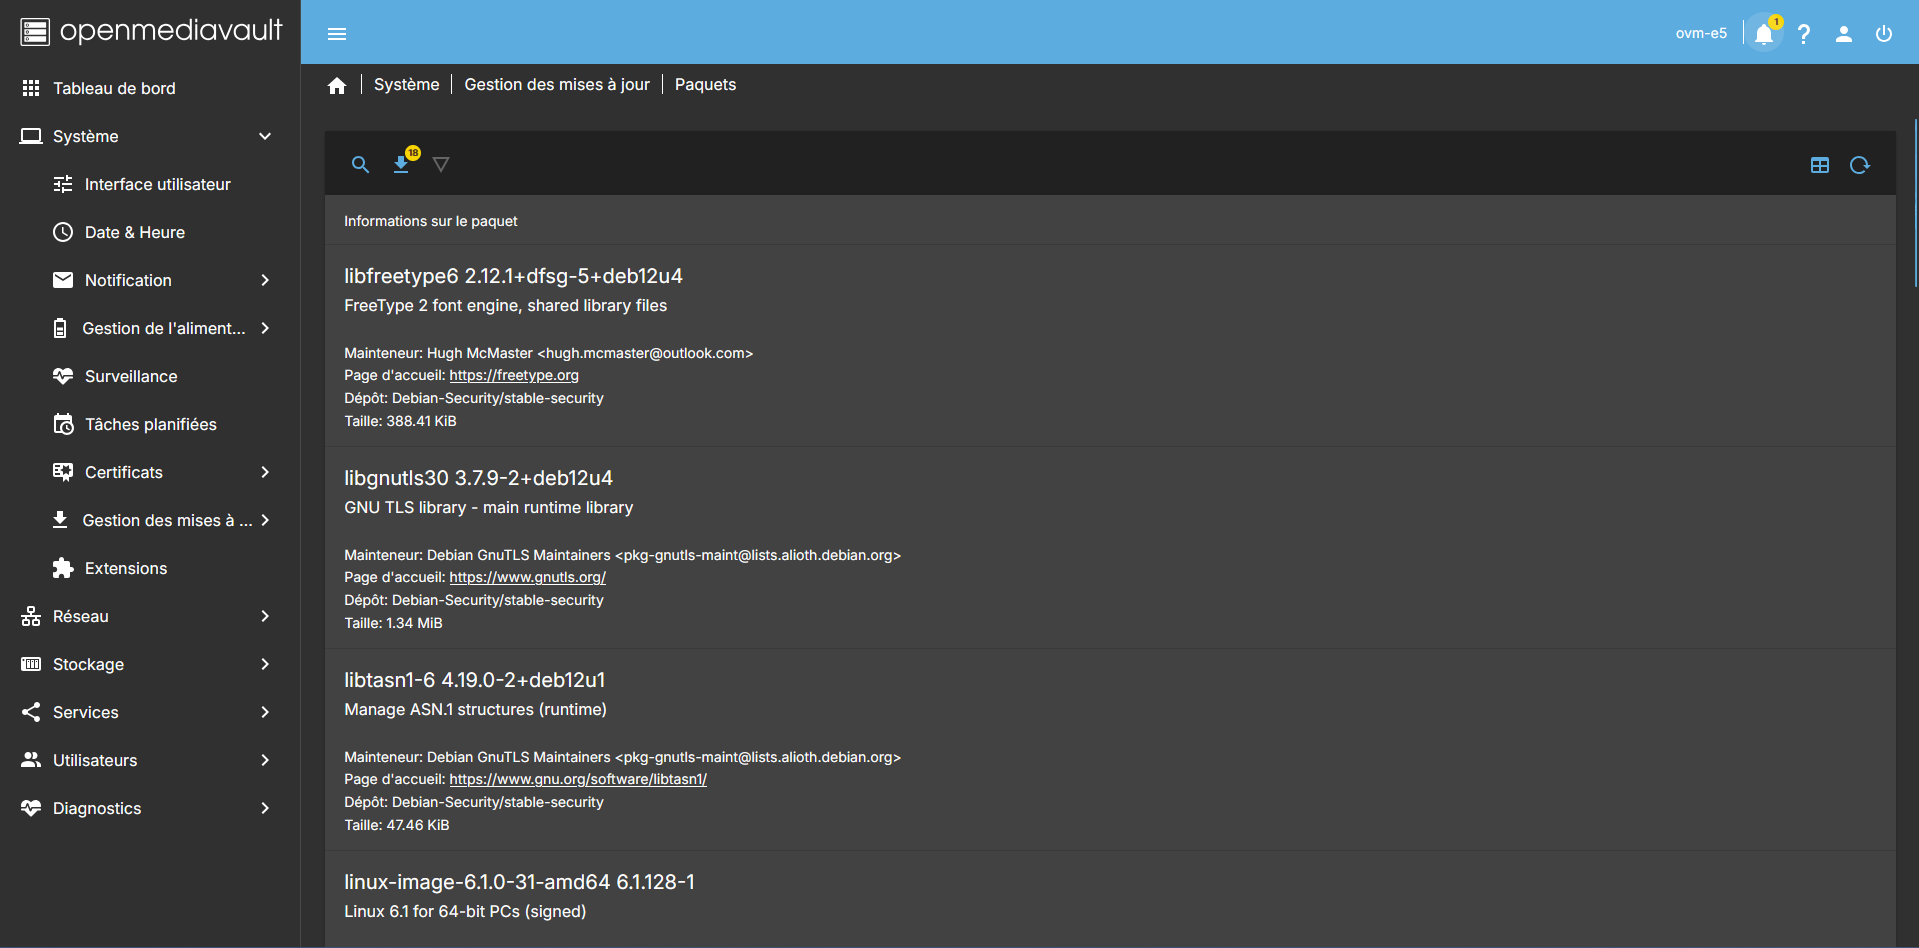 openmediavault
ovm-e5
1
Tableau de bord
Système
Interface utilisateur
Date & Heure
Notification
Gestion de l'aliment...
Surveillance
Tâches planifiées
Certificats
Gestion des mises à ...
Extensions
Réseau
Stockage
Services
Utilisateurs
Diagnostics
Système
Gestion des mises à jour
Paquets
18
Informations sur le paquet
libfreetype6 2.12.1+dfsg-5+deb12u4
FreeType 2 font engine, shared library files
Mainteneur: Hugh McMaster <hugh.mcmaster@outlook.com>
Page d'accueil: https://freetype.org
Dépôt: Debian-Security/stable-security
Taille: 388.41 KiB
libgnutls30 3.7.9-2+deb12u4
GNU TLS library - main runtime library
Mainteneur: Debian GnuTLS Maintainers <pkg-gnutls-maint@lists.alioth.debian.org>
Page d'accueil: https://www.gnutls.org/
Dépôt: Debian-Security/stable-security
Taille: 1.34 MiB
libtasn1-6 4.19.0-2+deb12u1
Manage ASN.1 structures (runtime)
Mainteneur: Debian GnuTLS Maintainers <pkg-gnutls-maint@lists.alioth.debian.org>
Page d'accueil: https://www.gnu.org/software/libtasn1/
Dépôt: Debian-Security/stable-security
Taille: 47.46 KiB
linux-image-6.1.0-31-amd64 6.1.128-1
Linux 6.1 for 64-bit PCs (signed)